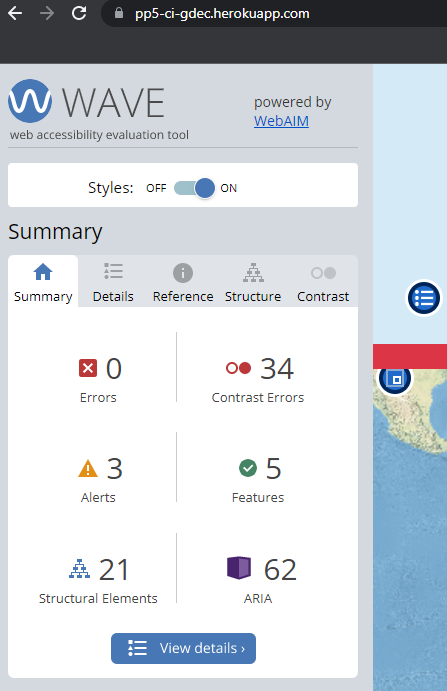 pp5-ci-gdec.herokuapp.com
WAVE
powered by
WebAIM
web accessibility evaluation tool
Styles: OFF ON
Summary
Summary Details Reference Structure Contrast
0 34
Errors Contrast Errors
3 5
Alerts Features
21 62
Structural Elements ARIA
View details ›